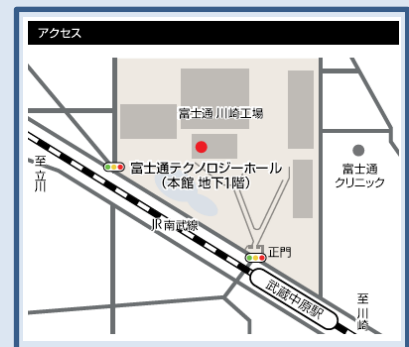 アクセス
富士通 川崎工場
富士通テクノロジーホール
(本館 地下1階)
富士通
クリニック
至立川
JR南武線
正門
武蔵中原駅
至川崎